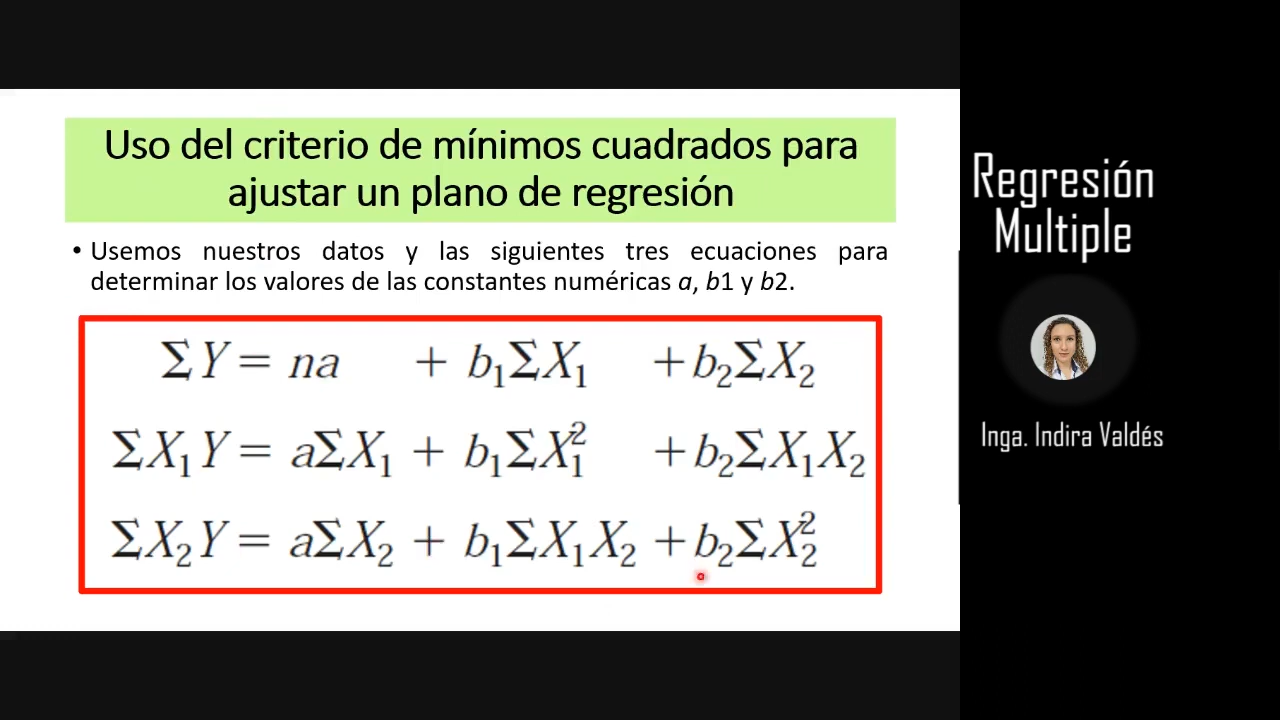 Uso del criterio de mínimos cuadrados para
ajustar un plano de regresión
• Usemos nuestros datos y las siguientes tres ecuaciones para
determinar los valores de las constantes numéricas a, b1 y b2.
ΣY = na + b₁ΣX₁ + b₂ΣX₂
ΣX₁Y = aΣX₁ + b₁ΣX₁² + b₂ΣX₁X₂
ΣX₂Y = aΣX₂ + b₁ΣX₁X₂ + b₂ΣX₂²
Regresión
Multiple
Inga. Indira Valdés